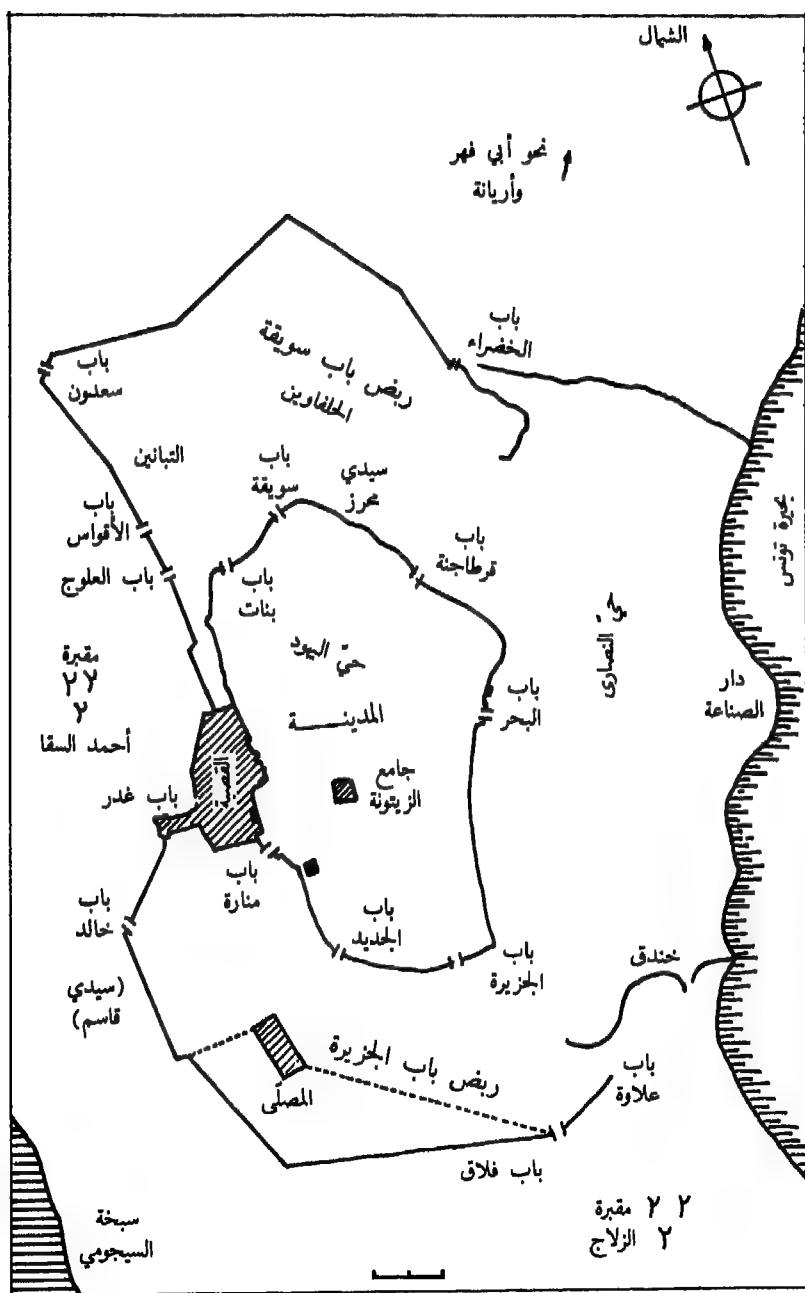 الشمال
نحو أبي فهر
وأريانة
باب
الخضراء
ربض باب سويقة
الحلفاوين
باب
سعدون
التبانين
باب
سويقة
سيدي
محرز
باب
الأقواس
باب العلوج
باب
بنات
باب
قرطاجنة
بحيرة تونس
حيّ النصارى
حيّ اليهود
المدينة
باب
البحر
دار
الصناعة
مقبرة
أحمد السقا
جامع
الزيتونة
القصبة
باب غدر
باب
منارة
باب
خالد
باب
الجديد
باب
الجزيرة
خندق
(سيدي
قاسم)
ربض باب الجزيرة
المصلّى
باب
علاوة
باب فلاق
مقبرة
الزلاج
سبخة
السيجومي